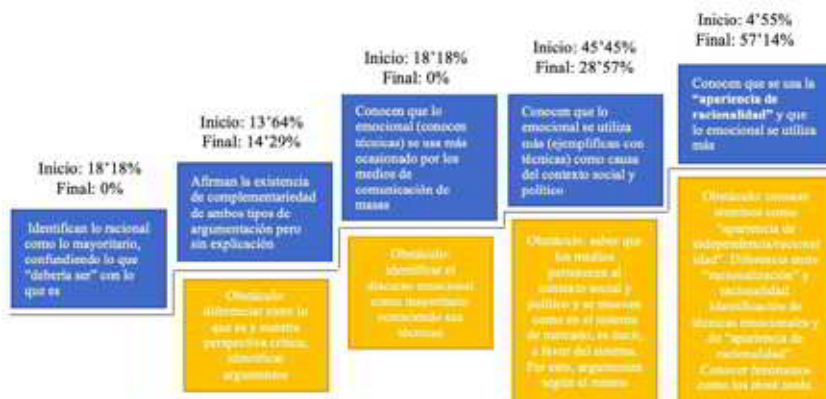 Inicio: 18'18%
Final: 0%
Identifican lo racional
como lo mayoritario,
confundiendo lo que
"debería ser" con lo
que es
Inicio: 13'64%
Final: 14'29%
Afirman la existencia
de complementariedad
de ambos tipos de
argumentación pero
sin explicación
Obstáculo:
diferenciar entre lo
que es y nuestra
perspectiva crítica,
identificar
argumentos
Inicio: 18'18%
Final: 0%
Conocen que lo
emocional (conocen
técnicas) se usa más
ocasionado por los
medios de
comunicación de
masas
Obstáculo:
identificar el
discurso emocional
como mayoritario
conociendo sus
técnicas
Inicio: 45'45%
Final: 28'57%
Conocen que lo
emocional se utiliza
más (ejemplifican con
técnicas) como causa
del contexto social y
político
Obstáculo: saber que
los medios
pertenecen al
contexto social y
político y se mueven
como en el sistema
de mercado, es decir,
a favor del sistema.
Por esto, argumentan
según el mismo
Inicio: 4'55%
Final: 57'14%
Conocen que se usa la
"apariencia de
racionalidad" y que
lo emocional se utiliza
más
Obstáculo: conocer
términos como
"apariencia de
independencia/racional
idad". Diferencia entre
"racionalización" y
racionalidad
Identificación de
técnicas emocionales y
de "apariencia de
racionalidad".
Conocer fenómenos
como los